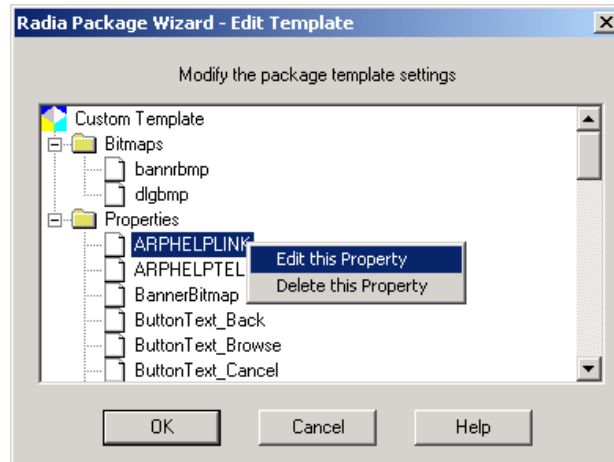 Radia Package Wizard - Edit Template
Modify the package template settings
Custom Template
Bitmaps
bannrbmp
dlgbmp
Properties
ARPHELPLINK
Edit this Property
ARPHELPTEL
Delete this Property
BannerBitmap
ButtonText_Back
ButtonText_Browse
ButtonText_Cancel
OK Cancel Help